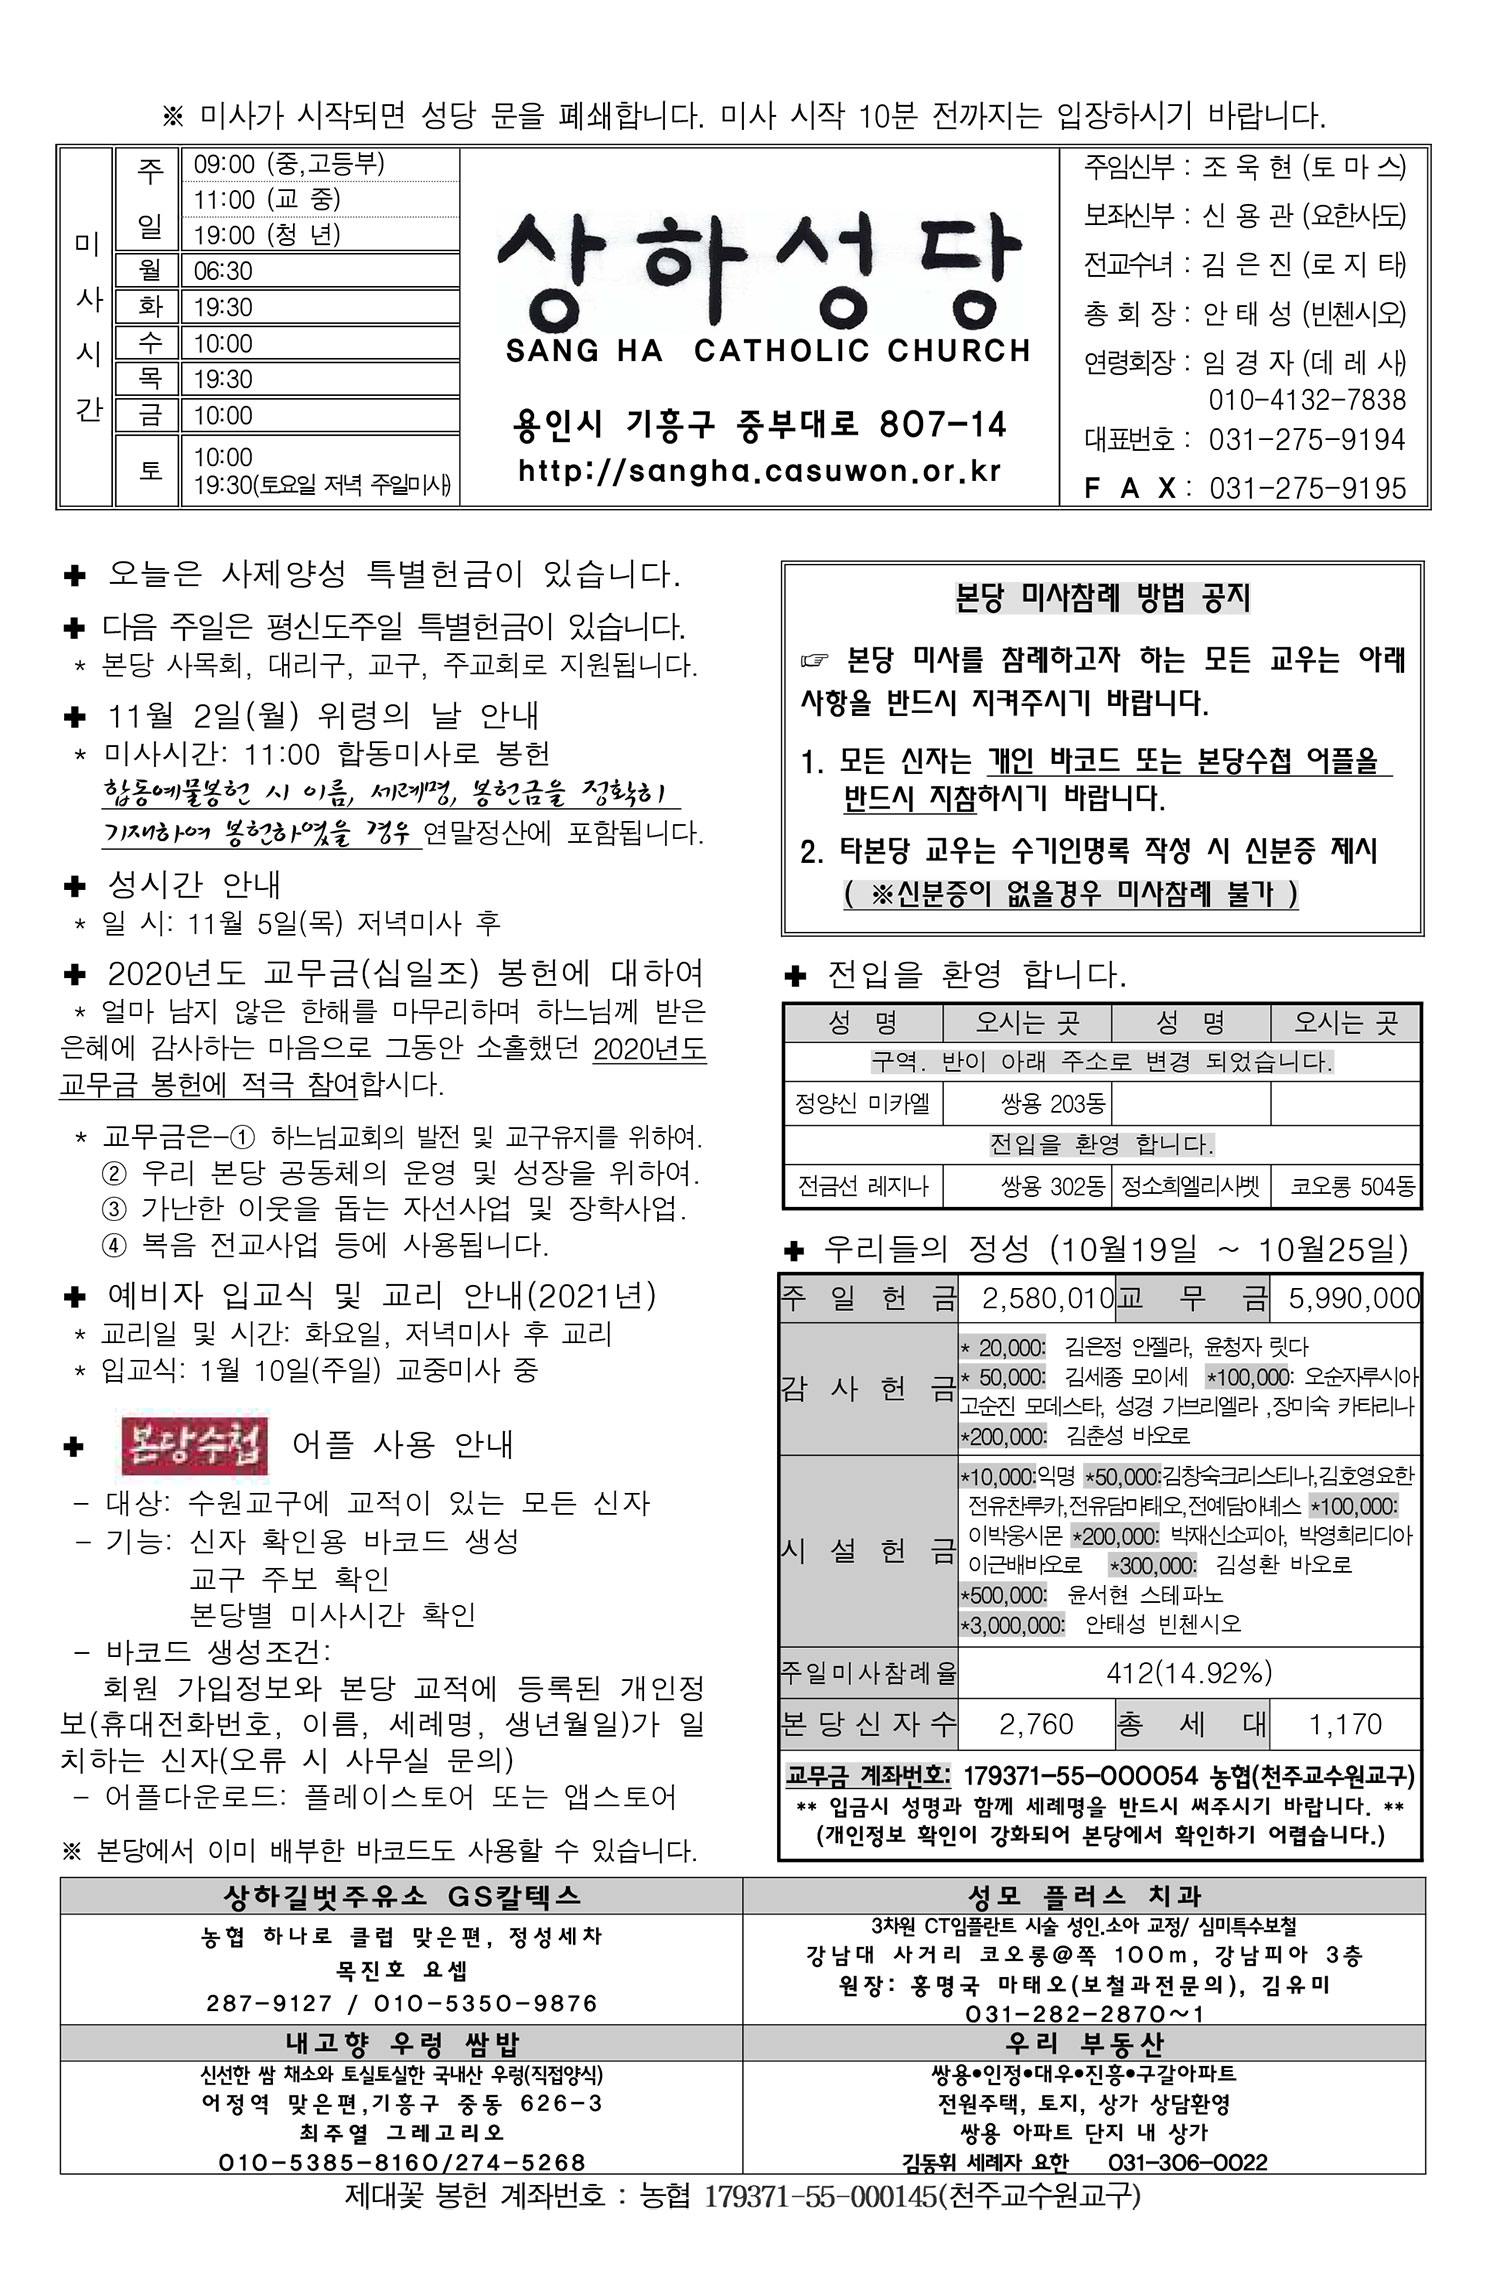 ※ 미사가 시작되면 성당 문을 폐쇄합니다. 미사 시작 10분 전까지는 입장하시기 바랍니다.
미사시간
주일
09:00 (중,고등부)
11:00 (교 중)
19:00 (청 년)
월 06:30
화 19:30
수 10:00
목 19:30
금 10:00
토
10:00
19:30(토요일 저녁 주일미사)
상하성당
SANG HA CATHOLIC CHURCH
용인시 기흥구 중부대로 807-14
http://sangha.casuwon.or.kr
주임신부 : 조 욱 현 (토 마 스)
보좌신부 : 신 용 관 (요한사도)
전교수녀 : 김 은 진 (로 지 타)
총 회 장 : 안 태 성 (빈첸시오)
연령회장 : 임 경 자 (데 레 사)
010-4132-7838
대표번호 : 031-275-9194
F A X : 031-275-9195
✚ 오늘은 사제양성 특별헌금이 있습니다.
✚ 다음 주일은 평신도주일 특별헌금이 있습니다.
* 본당 사목회, 대리구, 교구, 주교회로 지원됩니다.
✚ 11월 2일(월) 위령의 날 안내
* 미사시간: 11:00 합동미사로 봉헌
합동예물봉헌 시 이름, 세례명, 봉헌금을 정확히
기재하여 봉헌하였을 경우 연말정산에 포함됩니다.
✚ 성시간 안내
* 일 시: 11월 5일(목) 저녁미사 후
✚ 2020년도 교무금(십일조) 봉헌에 대하여
* 얼마 남지 않은 한해를 마무리하며 하느님께 받은
은혜에 감사하는 마음으로 그동안 소홀했던 2020년도
교무금 봉헌에 적극 참여합시다.
* 교무금은-① 하느님교회의 발전 및 교구유지를 위하여.
② 우리 본당 공동체의 운영 및 성장을 위하여.
③ 가난한 이웃을 돕는 자선사업 및 장학사업.
④ 복음 전교사업 등에 사용됩니다.
✚ 예비자 입교식 및 교리 안내(2021년)
* 교리일 및 시간: 화요일, 저녁미사 후 교리
* 입교식: 1월 10일(주일) 교중미사 중
✚ 본당수첩 어플 사용 안내
- 대상: 수원교구에 교적이 있는 모든 신자
- 기능: 신자 확인용 바코드 생성
교구 주보 확인
본당별 미사시간 확인
- 바코드 생성조건:
회원 가입정보와 본당 교적에 등록된 개인정
보(휴대전화번호, 이름, 세례명, 생년월일)가 일
치하는 신자(오류 시 사무실 문의)
- 어플다운로드: 플레이스토어 또는 앱스토어
※ 본당에서 이미 배부한 바코드도 사용할 수 있습니다.
본당 미사참례 방법 공지
☞ 본당 미사를 참례하고자 하는 모든 교우는 아래
사항을 반드시 지켜주시기 바랍니다.
1. 모든 신자는 개인 바코드 또는 본당수첩 어플을
반드시 지참하시기 바랍니다.
2. 타본당 교우는 수기인명록 작성 시 신분증 제시
( ※신분증이 없을경우 미사참례 불가 )
✚ 전입을 환영 합니다.
성 명 오시는 곳 성 명 오시는 곳
구역. 반이 아래 주소로 변경 되었습니다.
정양신 미카엘 쌍용 203동
전입을 환영 합니다.
전금선 레지나 쌍용 302동 정소희엘리사벳 코오롱 504동
✚ 우리들의 정성 (10월19일 ~ 10월25일)
주 일 헌 금 2,580,010 교 무 금 5,990,000
감 사 헌 금
* 20,000: 김은정 안젤라, 윤청자 릿다
* 50,000: 김세종 모이세 *100,000: 오순자루시아
고순진 모데스타, 성경 가브리엘라 ,장미숙 카타리나
*200,000: 김춘성 바오로
시 설 헌 금
*10,000:익명 *50,000:김창숙크리스티나,김호영요한
전유찬루카,전유담마태오,전예담아녜스 *100,000:
이박웅시몬 *200,000: 박재신소피아, 박영희리디아
이근배바오로 *300,000: 김성환 바오로
*500,000: 윤서현 스테파노
*3,000,000: 안태성 빈첸시오
주일미사참례율 412(14.92%)
본당신자수 2,760 총 세 대 1,170
교무금 계좌번호: 179371-55-000054 농협(천주교수원교구)
** 입금시 성명과 함께 세례명을 반드시 써주시기 바랍니다. **
(개인정보 확인이 강화되어 본당에서 확인하기 어렵습니다.)
상하길벗주유소 GS칼텍스
농협 하나로 클럽 맞은편, 정성세차
목진호 요셉
287-9127 / 010-5350-9876
성모 플러스 치과
3차원 CT임플란트 시술 성인.소아 교정/ 심미특수보철
강남대 사거리 코오롱@쪽 100m, 강남피아 3층
원장: 홍명국 마태오(보철과전문의), 김유미
031-282-2870~1
내고향 우렁 쌈밥
신선한 쌈 채소와 토실토실한 국내산 우렁(직접양식)
어정역 맞은편,기흥구 중동 626-3
최주열 그레고리오
010-5385-8160/274-5268
우리 부동산
쌍용•인정•대우•진흥•구갈아파트
전원주택, 토지, 상가 상담환영
쌍용 아파트 단지 내 상가
김동휘 세례자 요한 031-306-0022
제대꽃 봉헌 계좌번호 : 농협 179371-55-000145(천주교수원교구)